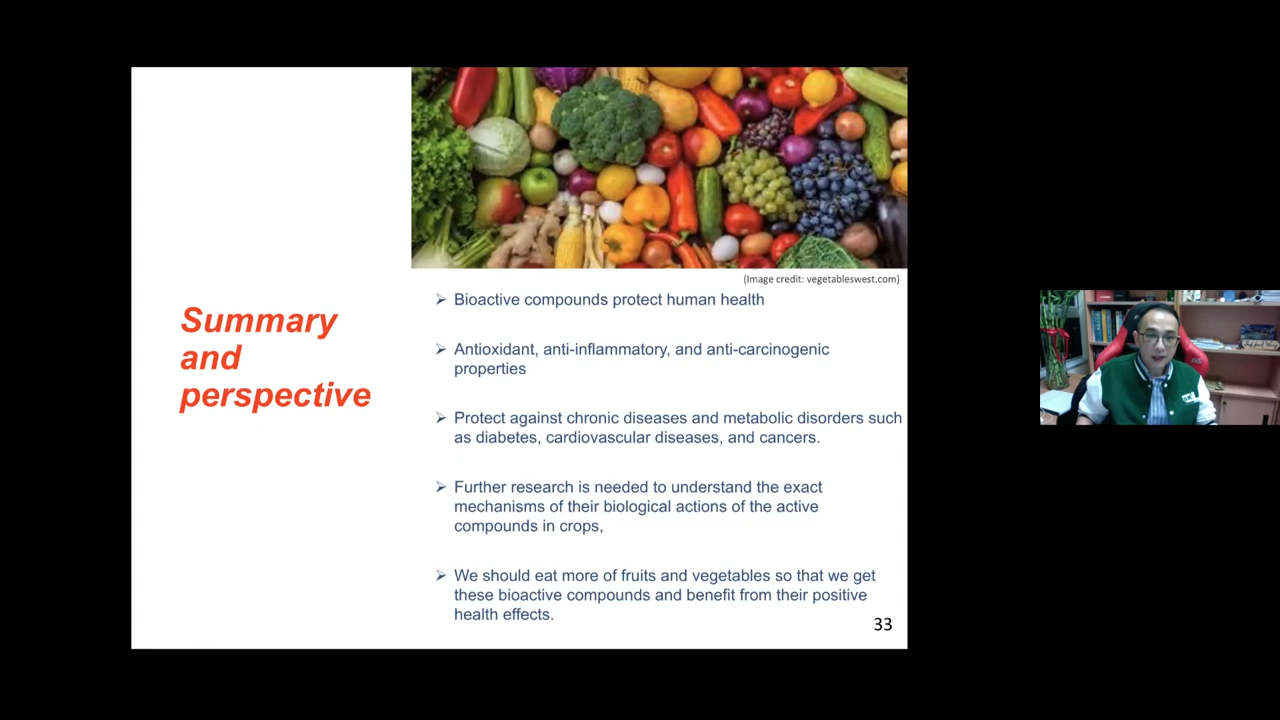 (Image credit: vegetableswest.com)
Summary
and
perspective
➢ Bioactive compounds protect human health
➢ Antioxidant, anti-inflammatory, and anti-carcinogenic
properties
➢ Protect against chronic diseases and metabolic disorders such
as diabetes, cardiovascular diseases, and cancers.
➢ Further research is needed to understand the exact
mechanisms of their biological actions of the active
compounds in crops,
➢ We should eat more of fruits and vegetables so that we get
these bioactive compounds and benefit from their positive
health effects.
33